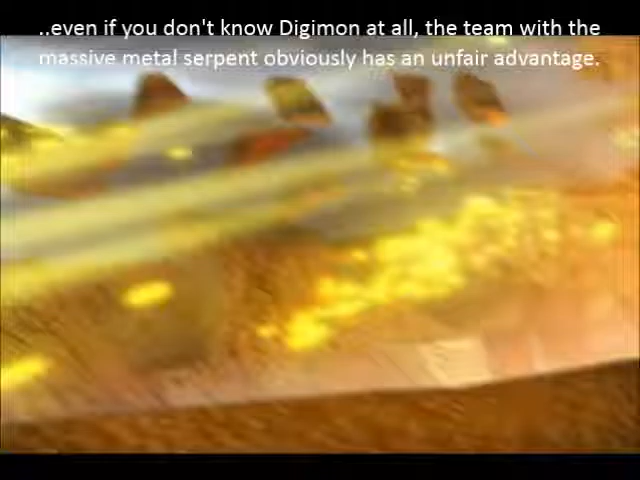 ..even if you don't know Digimon at all, the team with the
massive metal serpent obviously has an unfair advantage.